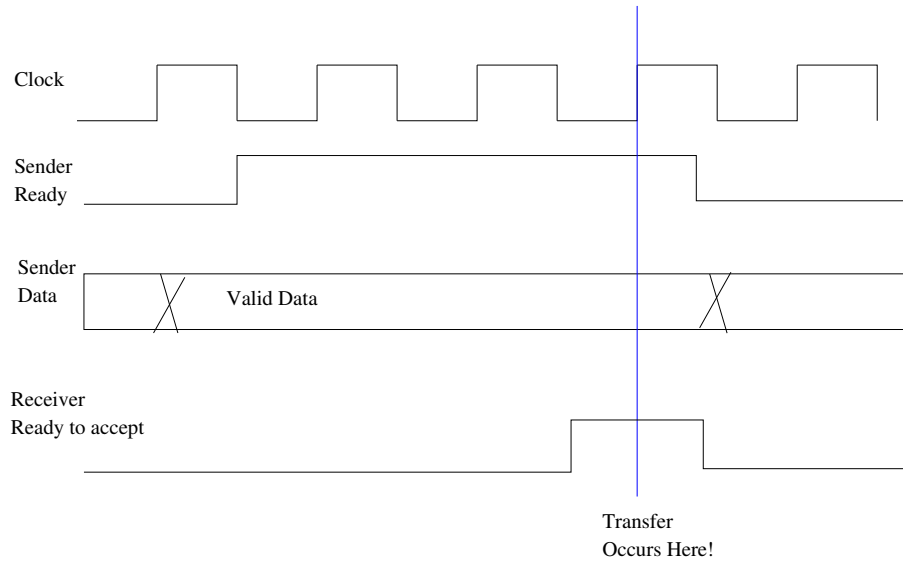 Clock
Sender
Ready
Sender
Data
Valid Data
Receiver
Ready to accept
Transfer
Occurs Here!